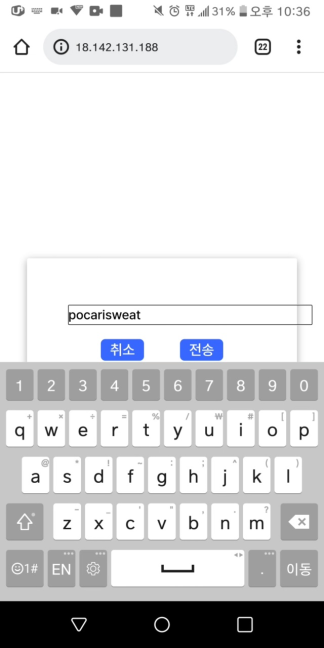 31% 오후 10:36
18.142.131.188
22
pocarisweat
취소 전송
1 2 3 4 5 6 7 8 9 0
q w e r t y u i o p
a s d f g h j k l
z x c v b n m
☺1# EN . 이동